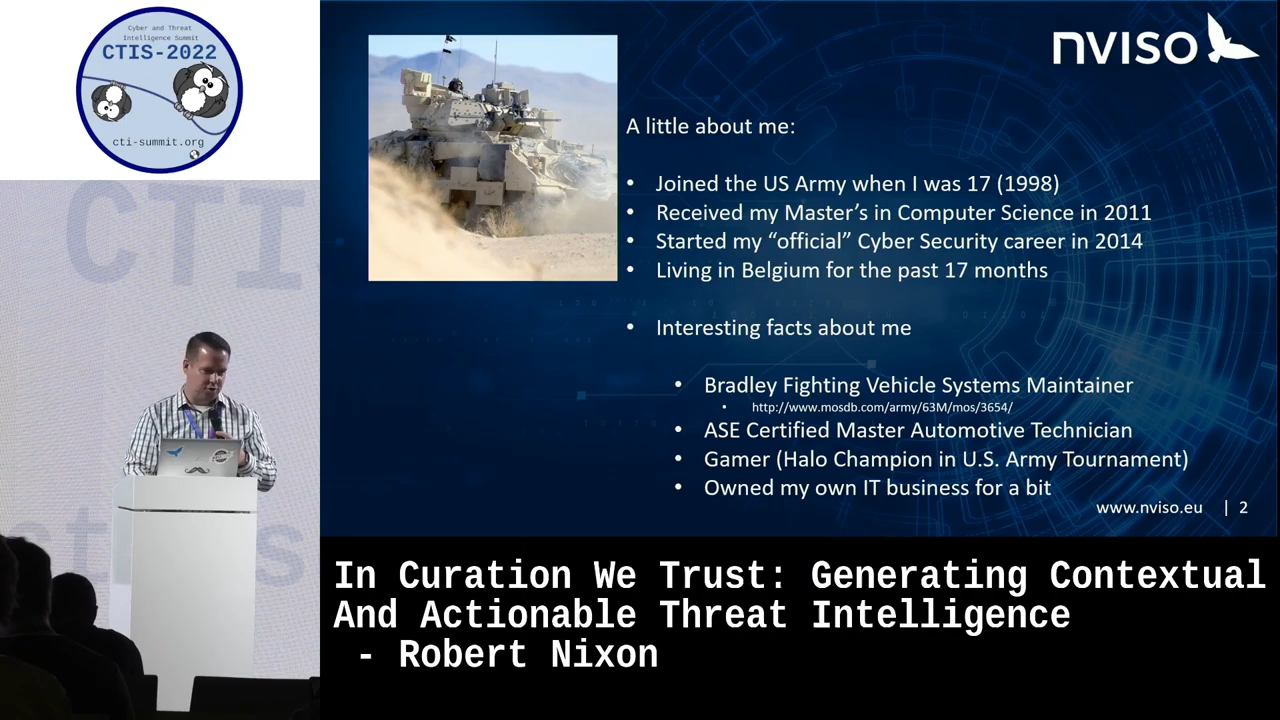 Cyber and Threat
Intelligence Summit
CTIS-2022
cti-summit.org
CTIS
nviso
A little about me:
• Joined the US Army when I was 17 (1998)
• Received my Master’s in Computer Science in 2011
• Started my “official” Cyber Security career in 2014
• Living in Belgium for the past 17 months
• Interesting facts about me
• Bradley Fighting Vehicle Systems Maintainer
• http://www.mosdb.com/army/63M/mos/3654/
• ASE Certified Master Automotive Technician
• Gamer (Halo Champion in U.S. Army Tournament)
• Owned my own IT business for a bit
www.nviso.eu | 2
In Curation We Trust: Generating Contextual
And Actionable Threat Intelligence
- Robert Nixon